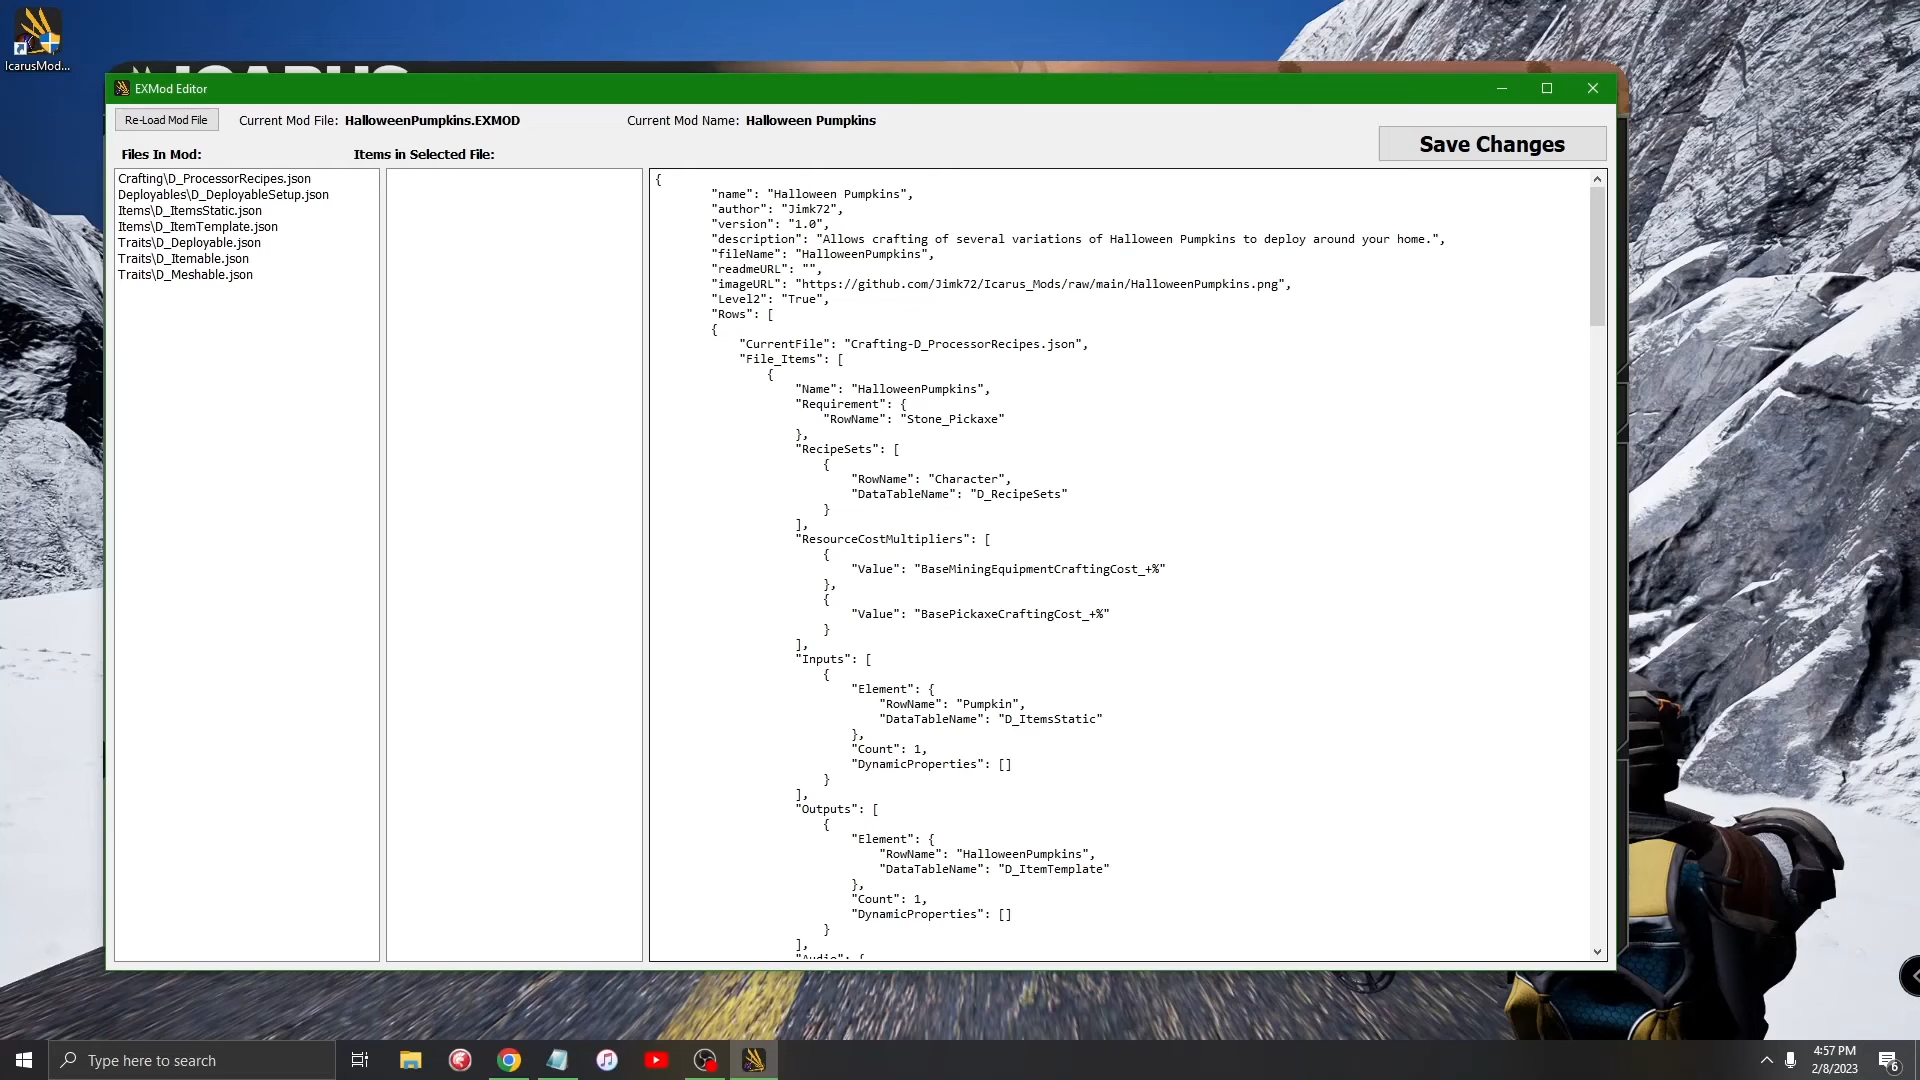 IcarusMod...
ICARUS
EXMod Editor
Re-Load Mod File
Current Mod File: HalloweenPumpkins.EXMOD
Current Mod Name: Halloween Pumpkins
Save Changes
Files In Mod:
Items in Selected File:
Crafting\D_ProcessorRecipes.json
Deployables\D_DeployableSetup.json
Items\D_ItemsStatic.json
Items\D_ItemTemplate.json
Traits\D_Deployable.json
Traits\D_Itemable.json
Traits\D_Meshable.json
{
"name": "Halloween Pumpkins",
"author": "Jimk72",
"version": "1.0",
"description": "Allows crafting of several variations of Halloween Pumpkins to deploy around your home.",
"fileName": "HalloweenPumpkins",
"readmeURL": "",
"imageURL": "https://github.com/Jimk72/Icarus_Mods/raw/main/HalloweenPumpkins.png",
"Level2": "True",
"Rows": [
{
"CurrentFile": "Crafting-D_ProcessorRecipes.json",
"File_Items": [
{
"Name": "HalloweenPumpkins",
"Requirement": {
"RowName": "Stone_Pickaxe"
},
"RecipeSets": [
{
"RowName": "Character",
"DataTableName": "D_RecipeSets"
}
],
"ResourceCostMultipliers": [
{
"Value": "BaseMiningEquipmentCraftingCost_+%"
},
{
"Value": "BasePickaxeCraftingCost_+%"
}
],
"Inputs": [
{
"Element": {
"RowName": "Pumpkin",
"DataTableName": "D_ItemsStatic"
},
"Count": 1,
"DynamicProperties": []
}
],
"Outputs": [
{
"Element": {
"RowName": "HalloweenPumpkins",
"DataTableName": "D_ItemTemplate"
},
"Count": 1,
"DynamicProperties": []
}
],
"Audio": {
Type here to search
4:57 PM
2/8/2023
6